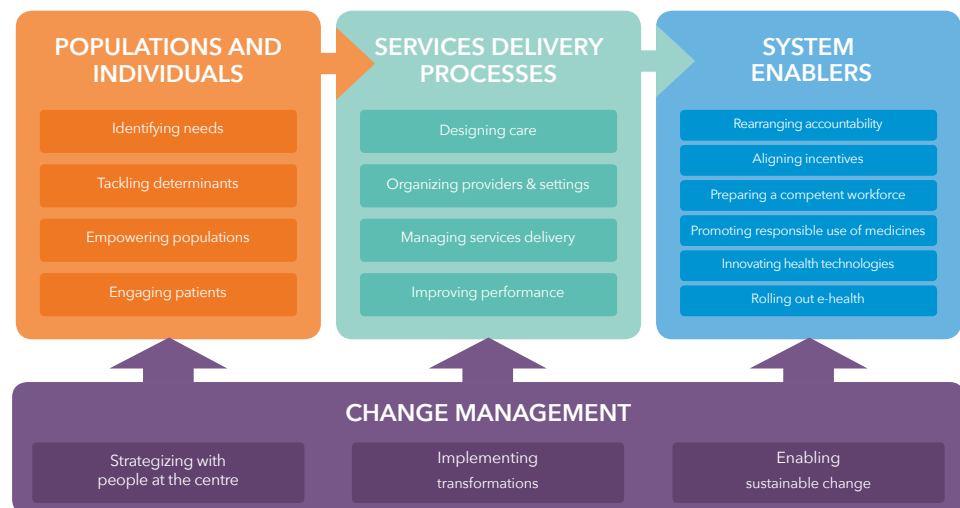 POPULATIONS AND
INDIVIDUALS
Identifying needs
Tackling determinants
Empowering populations
Engaging patients
SERVICES DELIVERY
PROCESSES
Designing care
Organizing providers & settings
Managing services delivery
Improving performance
SYSTEM
ENABLERS
Rearranging accountability
Aligning incentives
Preparing a competent workforce
Promoting responsible use of medicines
Innovating health technologies
Rolling out e-health
CHANGE MANAGEMENT
Strategizing with
people at the centre
Implementing
transformations
Enabling
sustainable change